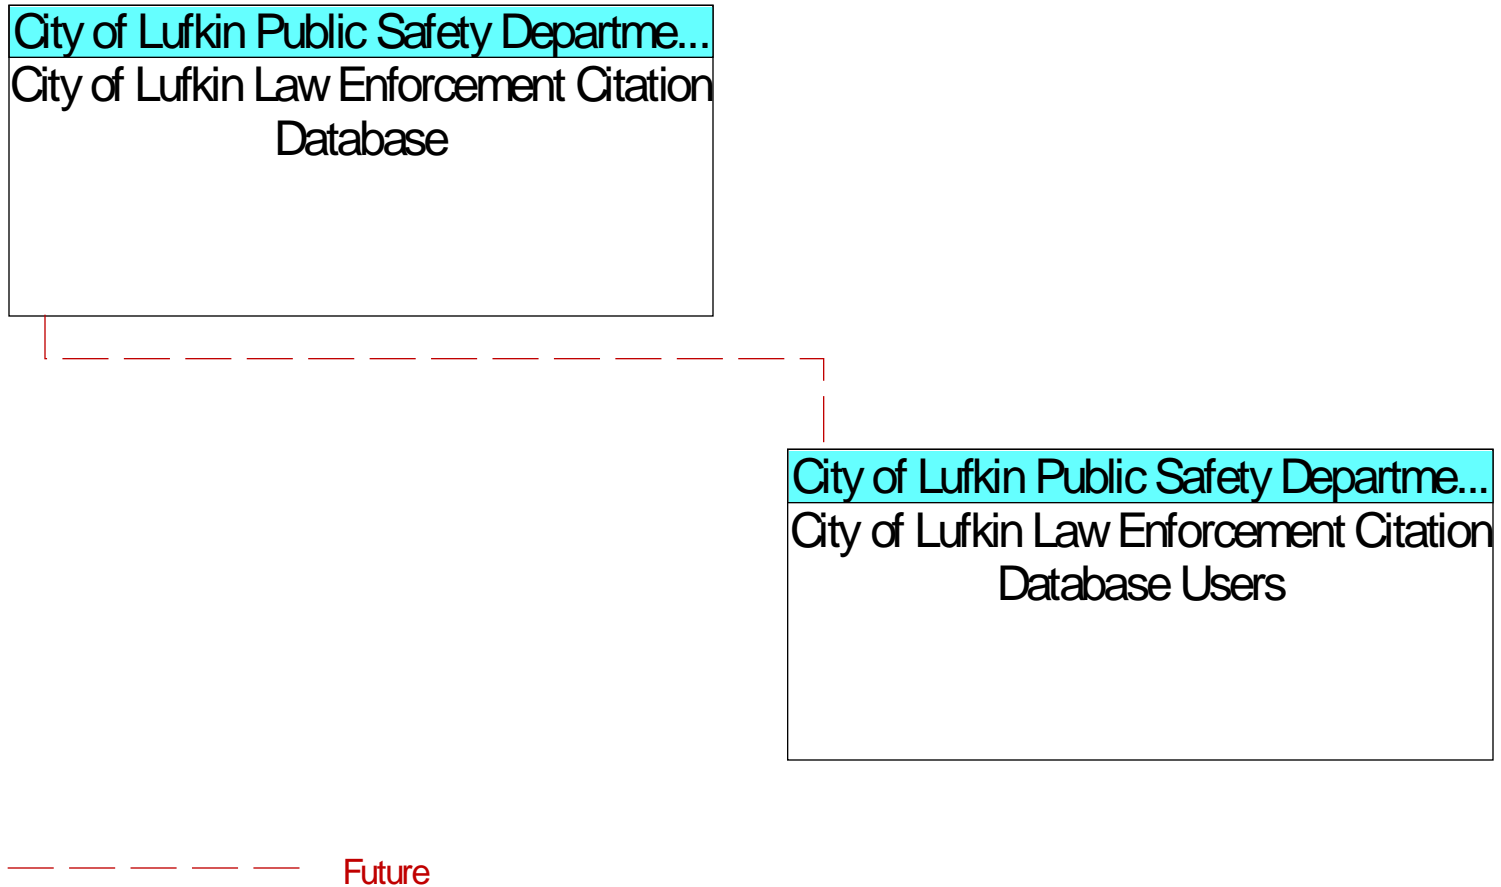 City of Lufkin Public Safety Departme...
City of Lufkin Law Enforcement Citation
Database
City of Lufkin Public Safety Departme...
City of Lufkin Law Enforcement Citation
Database Users
Future